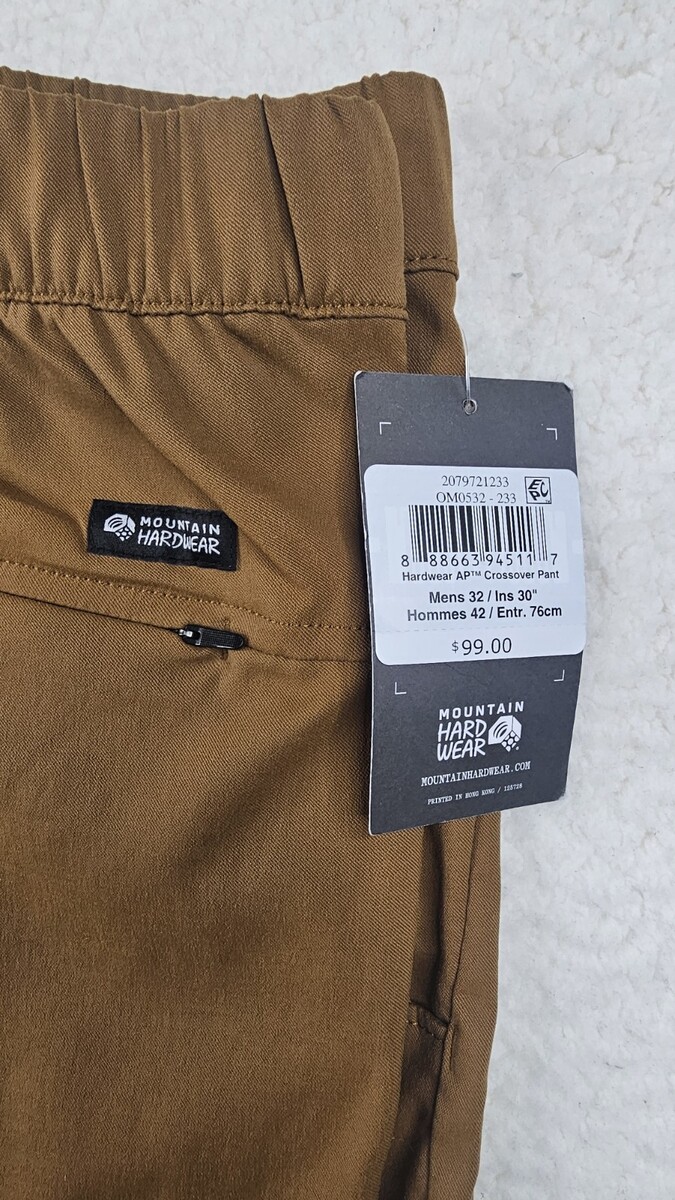 MOUNTAIN
HARDWEAR
2079721233
OM0532 - 233
EPC
8 88663 94511 7
Hardwear AP™ Crossover Pant
Mens 32 / Ins 30"
Hommes 42 / Entr. 76cm
$99.00
MOUNTAIN
HARD
WEAR
MOUNTAINHARDWEAR.COM
PRINTED IN HONG KONG / 125728